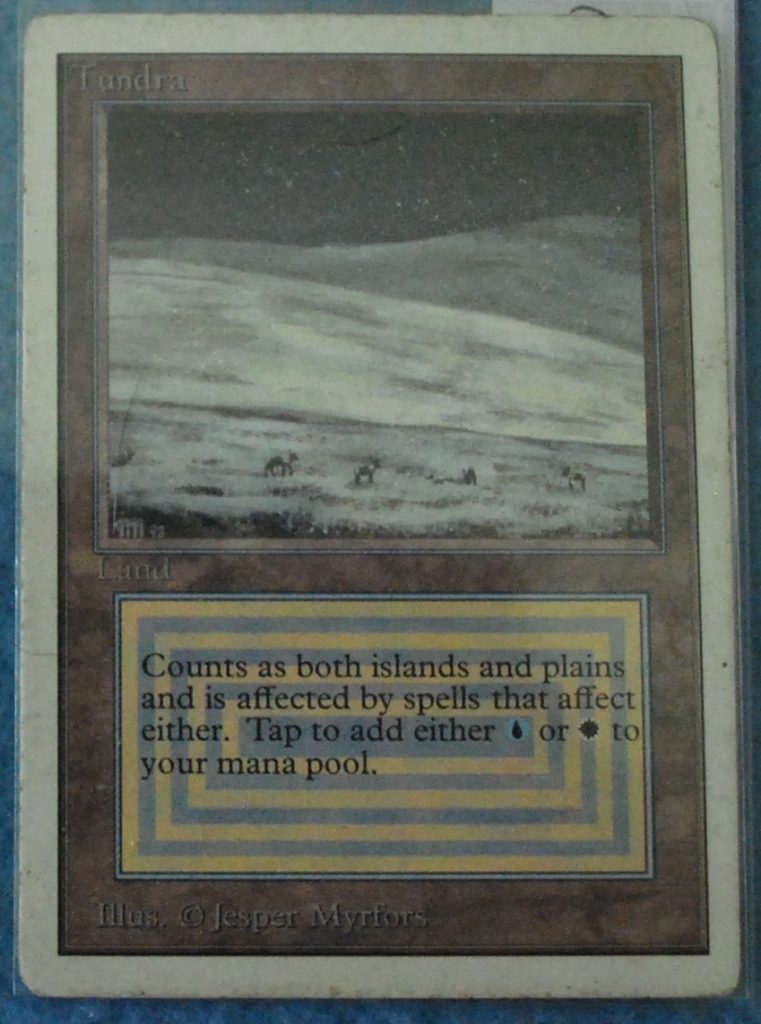 Tundra
Land
Counts as both islands and plains
and is affected by spells that affect
either. Tap to add either or to
your mana pool.
Illus. © Jesper Myrfors